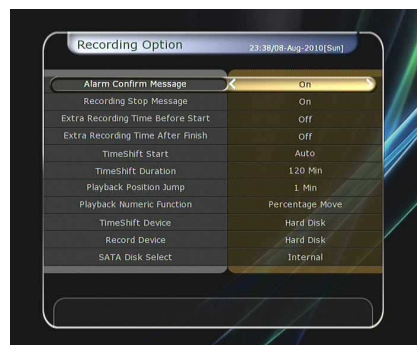 Recording Option 23:38/08-Aug-2010[Sun]
Alarm Confirm Message On
Recording Stop Message On
Extra Recording Time Before Start Off
Extra Recording Time After Finish Off
TimeShift Start Auto
TimeShift Duration 120 Min
Playback Position Jump 1 Min
Playback Numeric Function Percentage Move
TimeShift Device Hard Disk
Record Device Hard Disk
SATA Disk Select Internal